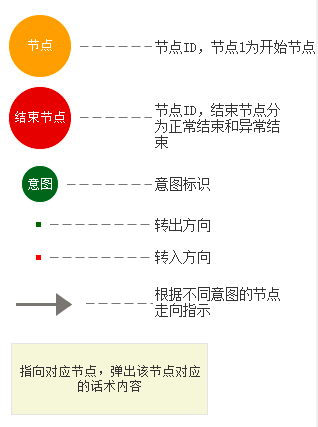 节点
节点ID，节点1为开始节点
结束节点
节点ID，结束节点分
为正常结束和异常结
束
意图
意图标识
转出方向
转入方向
根据不同意图的节点
走向指示
指向对应节点，弹出该节点对应
的话术内容